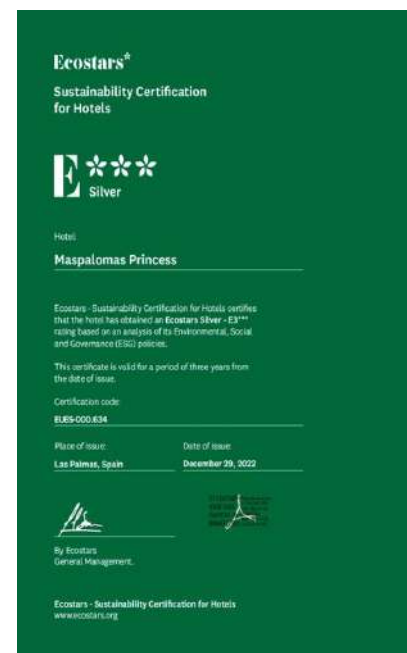 Ecostars*
Sustainability Certification
for Hotels
E***
Silver
Hotel:
Maspalomas Princess
Ecostars - Sustainability Certification for Hotels certifies
that the hotel has obtained an Ecostars Silver - E3***
rating based on an analysis of its Environmental, Social
and Governance (ESG) policies.
This certificate is valid for a period of three years from
the date of issue.
Certification code:
Place of issue: Date of issue:
Las Palmas, Spain December 29, 2022
By Ecostars
General Management.
Ecostars - Sustainability Certification for Hotels
www.ecostars.org